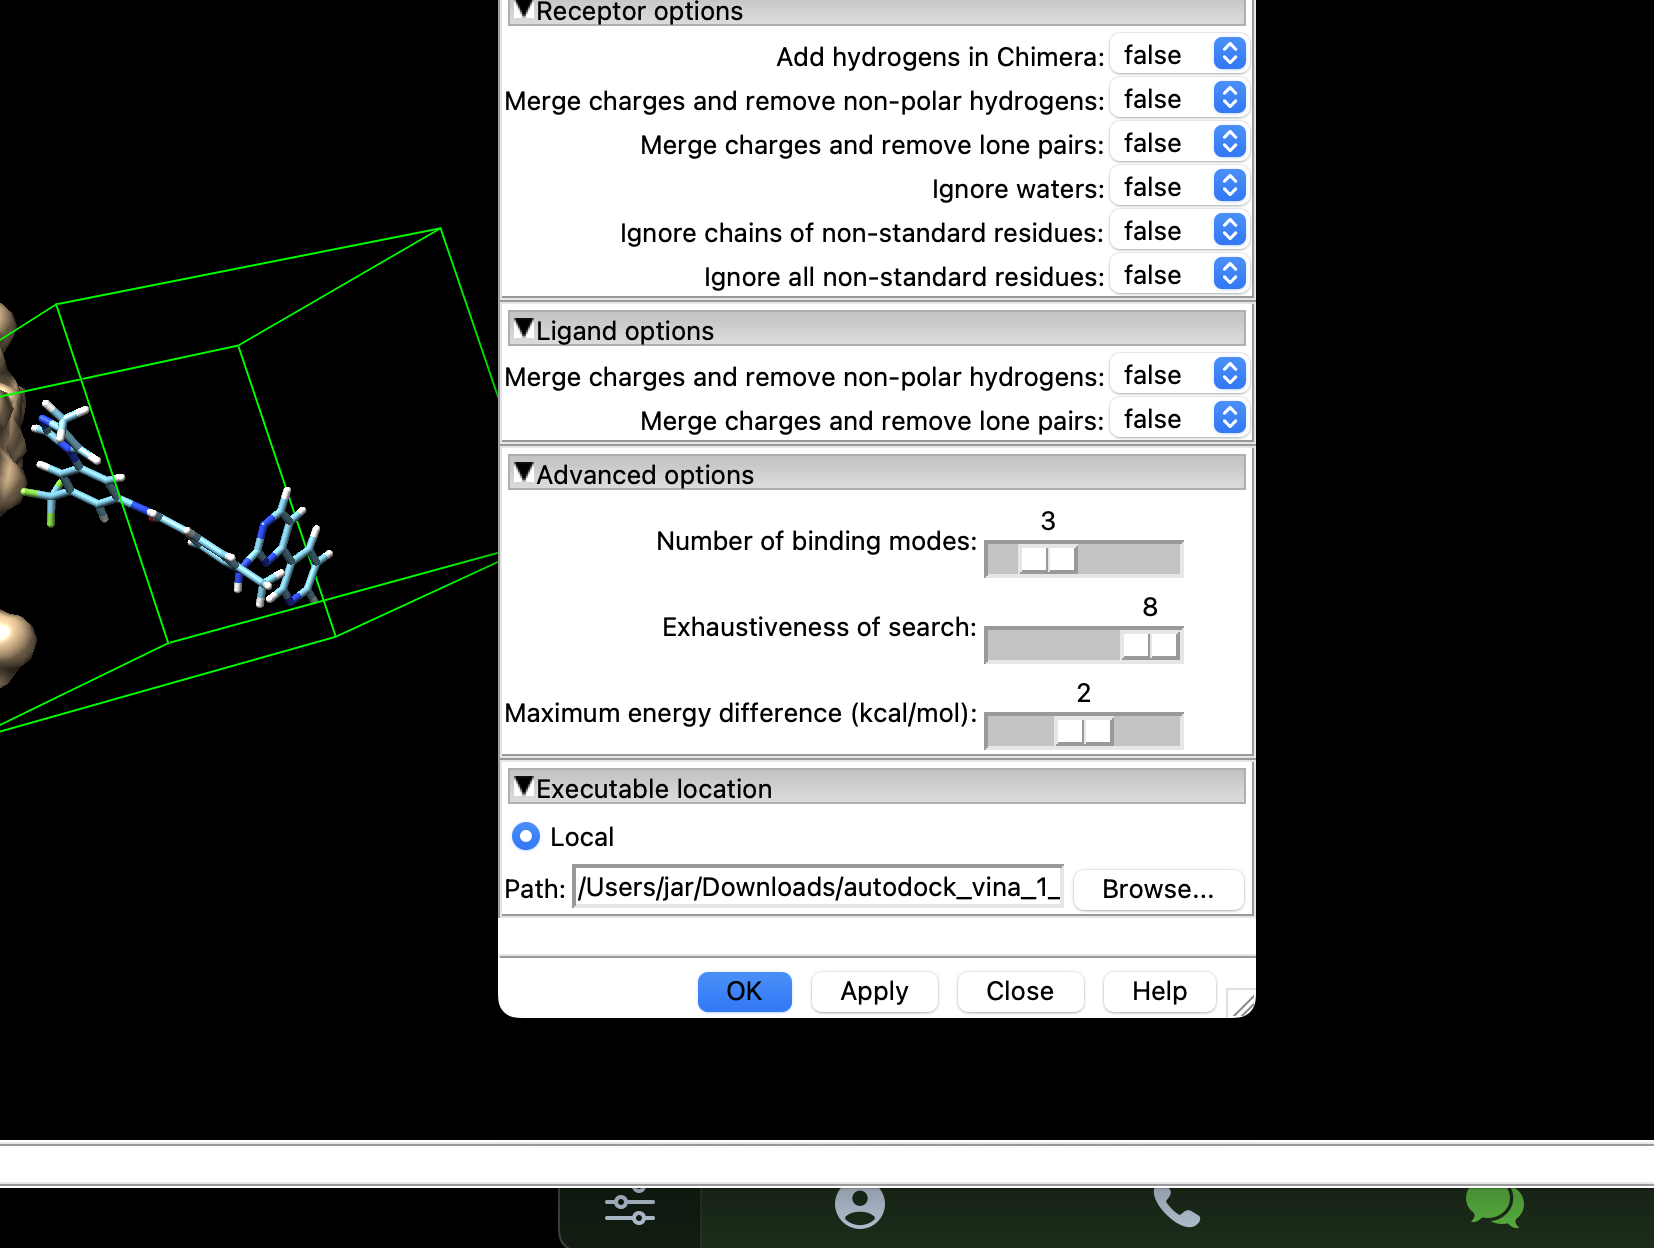 Receptor options
Add hydrogens in Chimera: false
Merge charges and remove non-polar hydrogens: false
Merge charges and remove lone pairs: false
Ignore waters: false
Ignore chains of non-standard residues: false
Ignore all non-standard residues: false
Ligand options
Merge charges and remove non-polar hydrogens: false
Merge charges and remove lone pairs: false
Advanced options
3
Number of binding modes:
8
Exhaustiveness of search:
2
Maximum energy difference (kcal/mol):
Executable location
Local
Path: /Users/jar/Downloads/autodock_vina_1_ Browse...
OK Apply Close Help